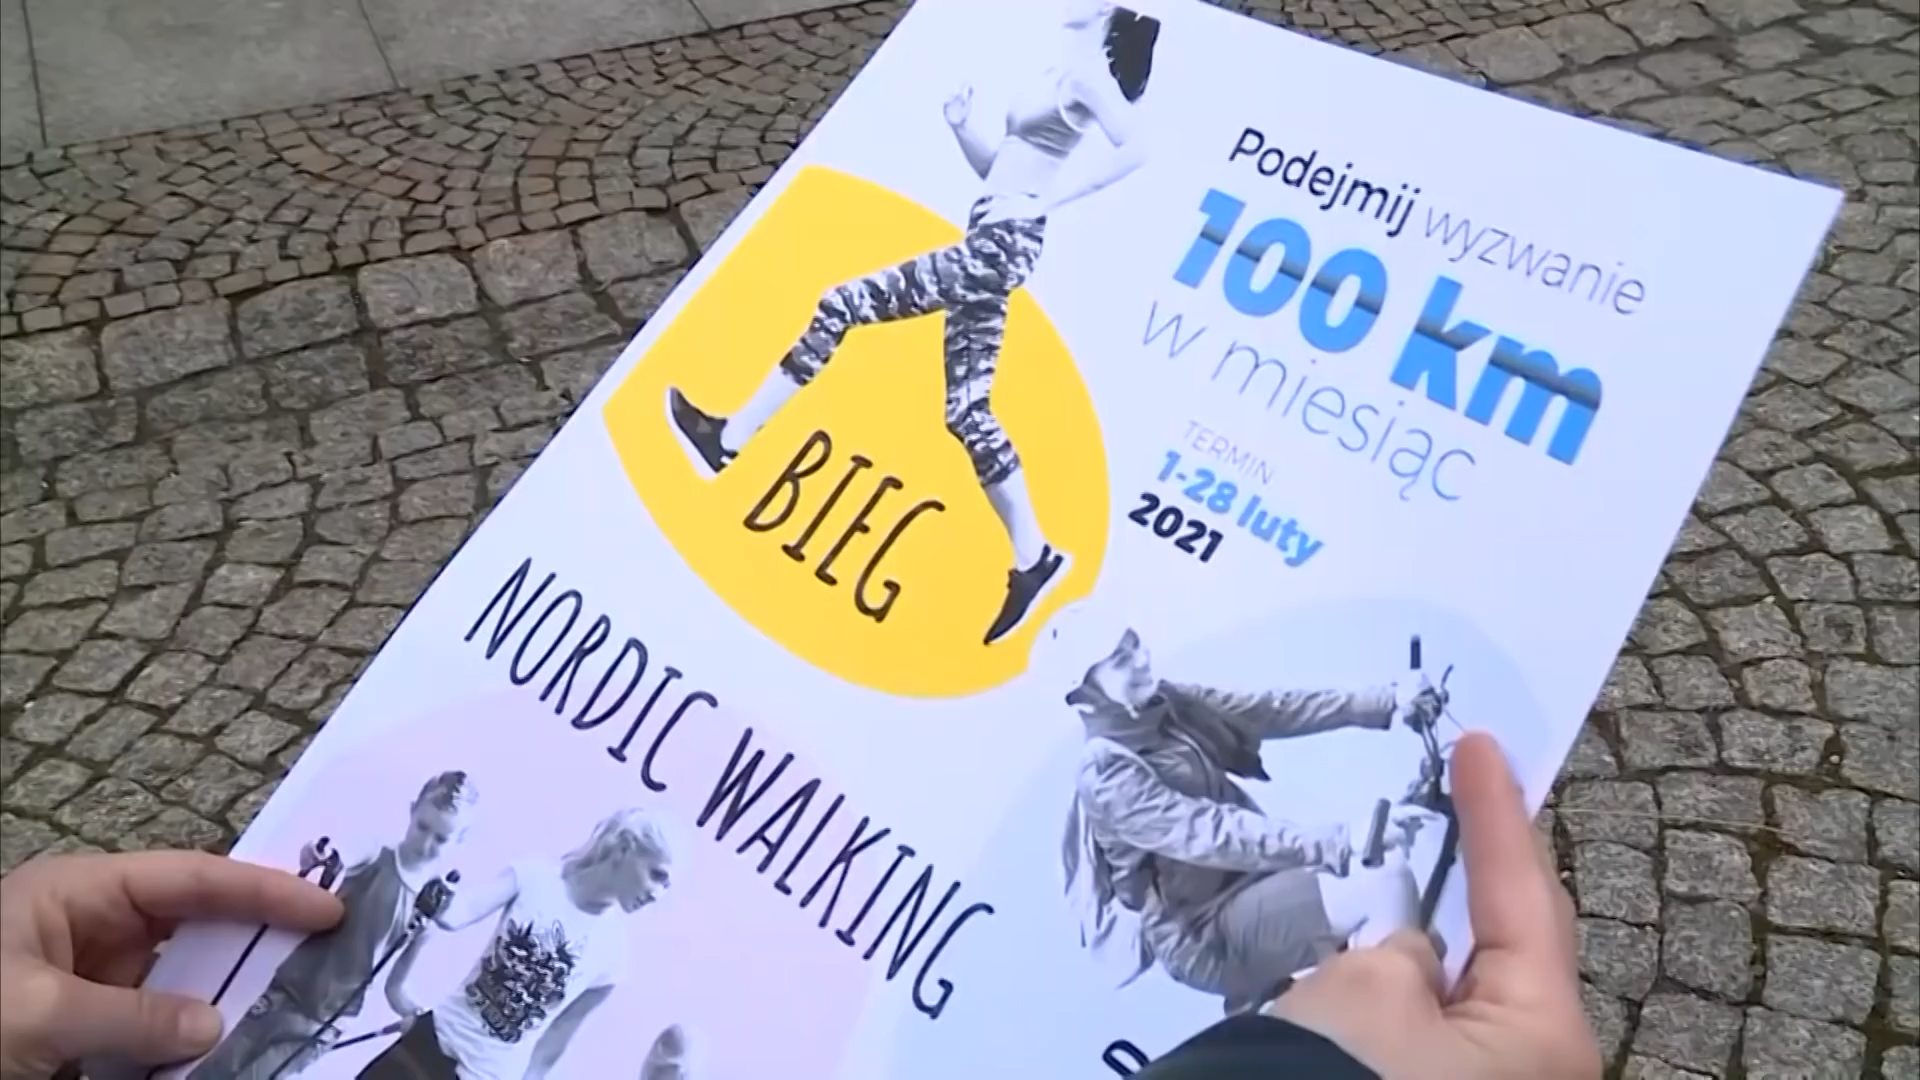 Podejmij wyzwanie
100 km
w miesiąc
TERMIN
1-28 luty
2021
BIEG
NORDIC WALKING